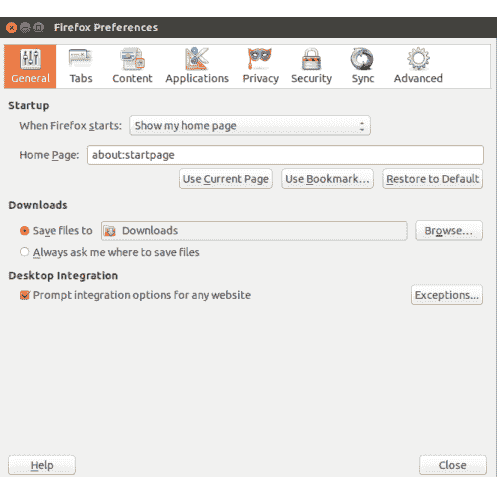 Firefox Preferences
General Tabs Content Applications Privacy Security Sync Advanced
Startup
When Firefox starts: Show my home page
Home Page: about:startpage
Use Current Page Use Bookmark... Restore to Default
Downloads
Save files to Downloads Browse...
Always ask me where to save files
Desktop Integration
Prompt integration options for any website Exceptions...
Help Close